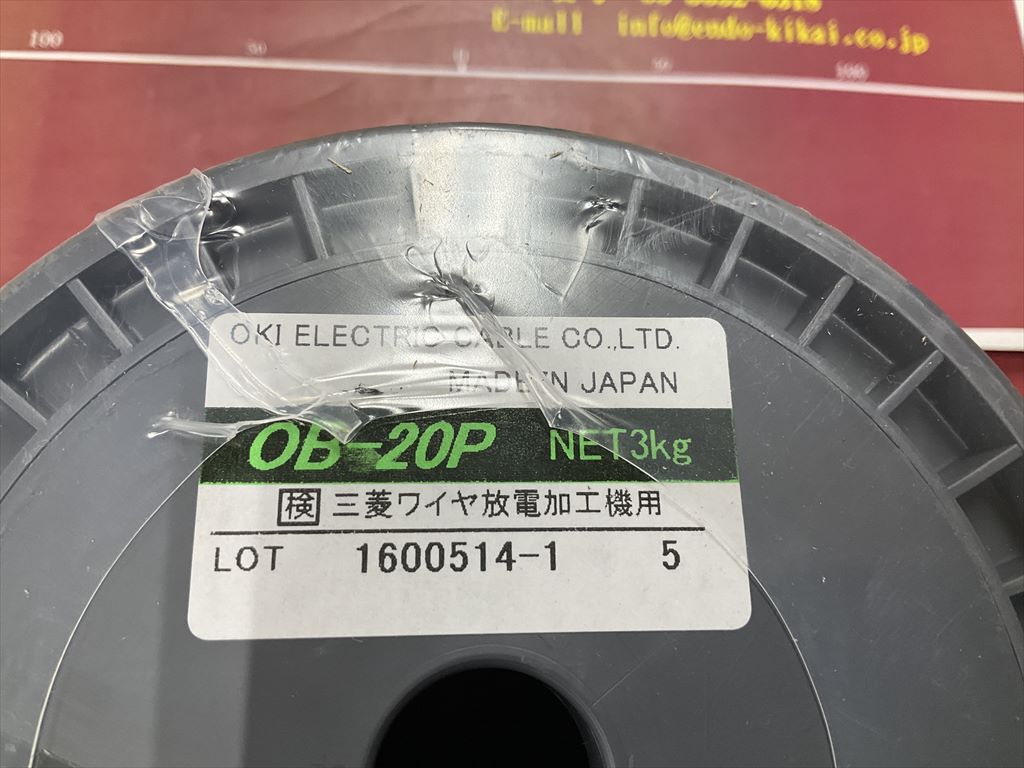 E-mail info@endo-kikai.co.jp
100 50 0 50 100
OKI ELECTRIC CABLE CO.,LTD.
MADE IN JAPAN
OB-20P NET3kg
検 三菱ワイヤ放電加工機用
LOT 1600514-1 5